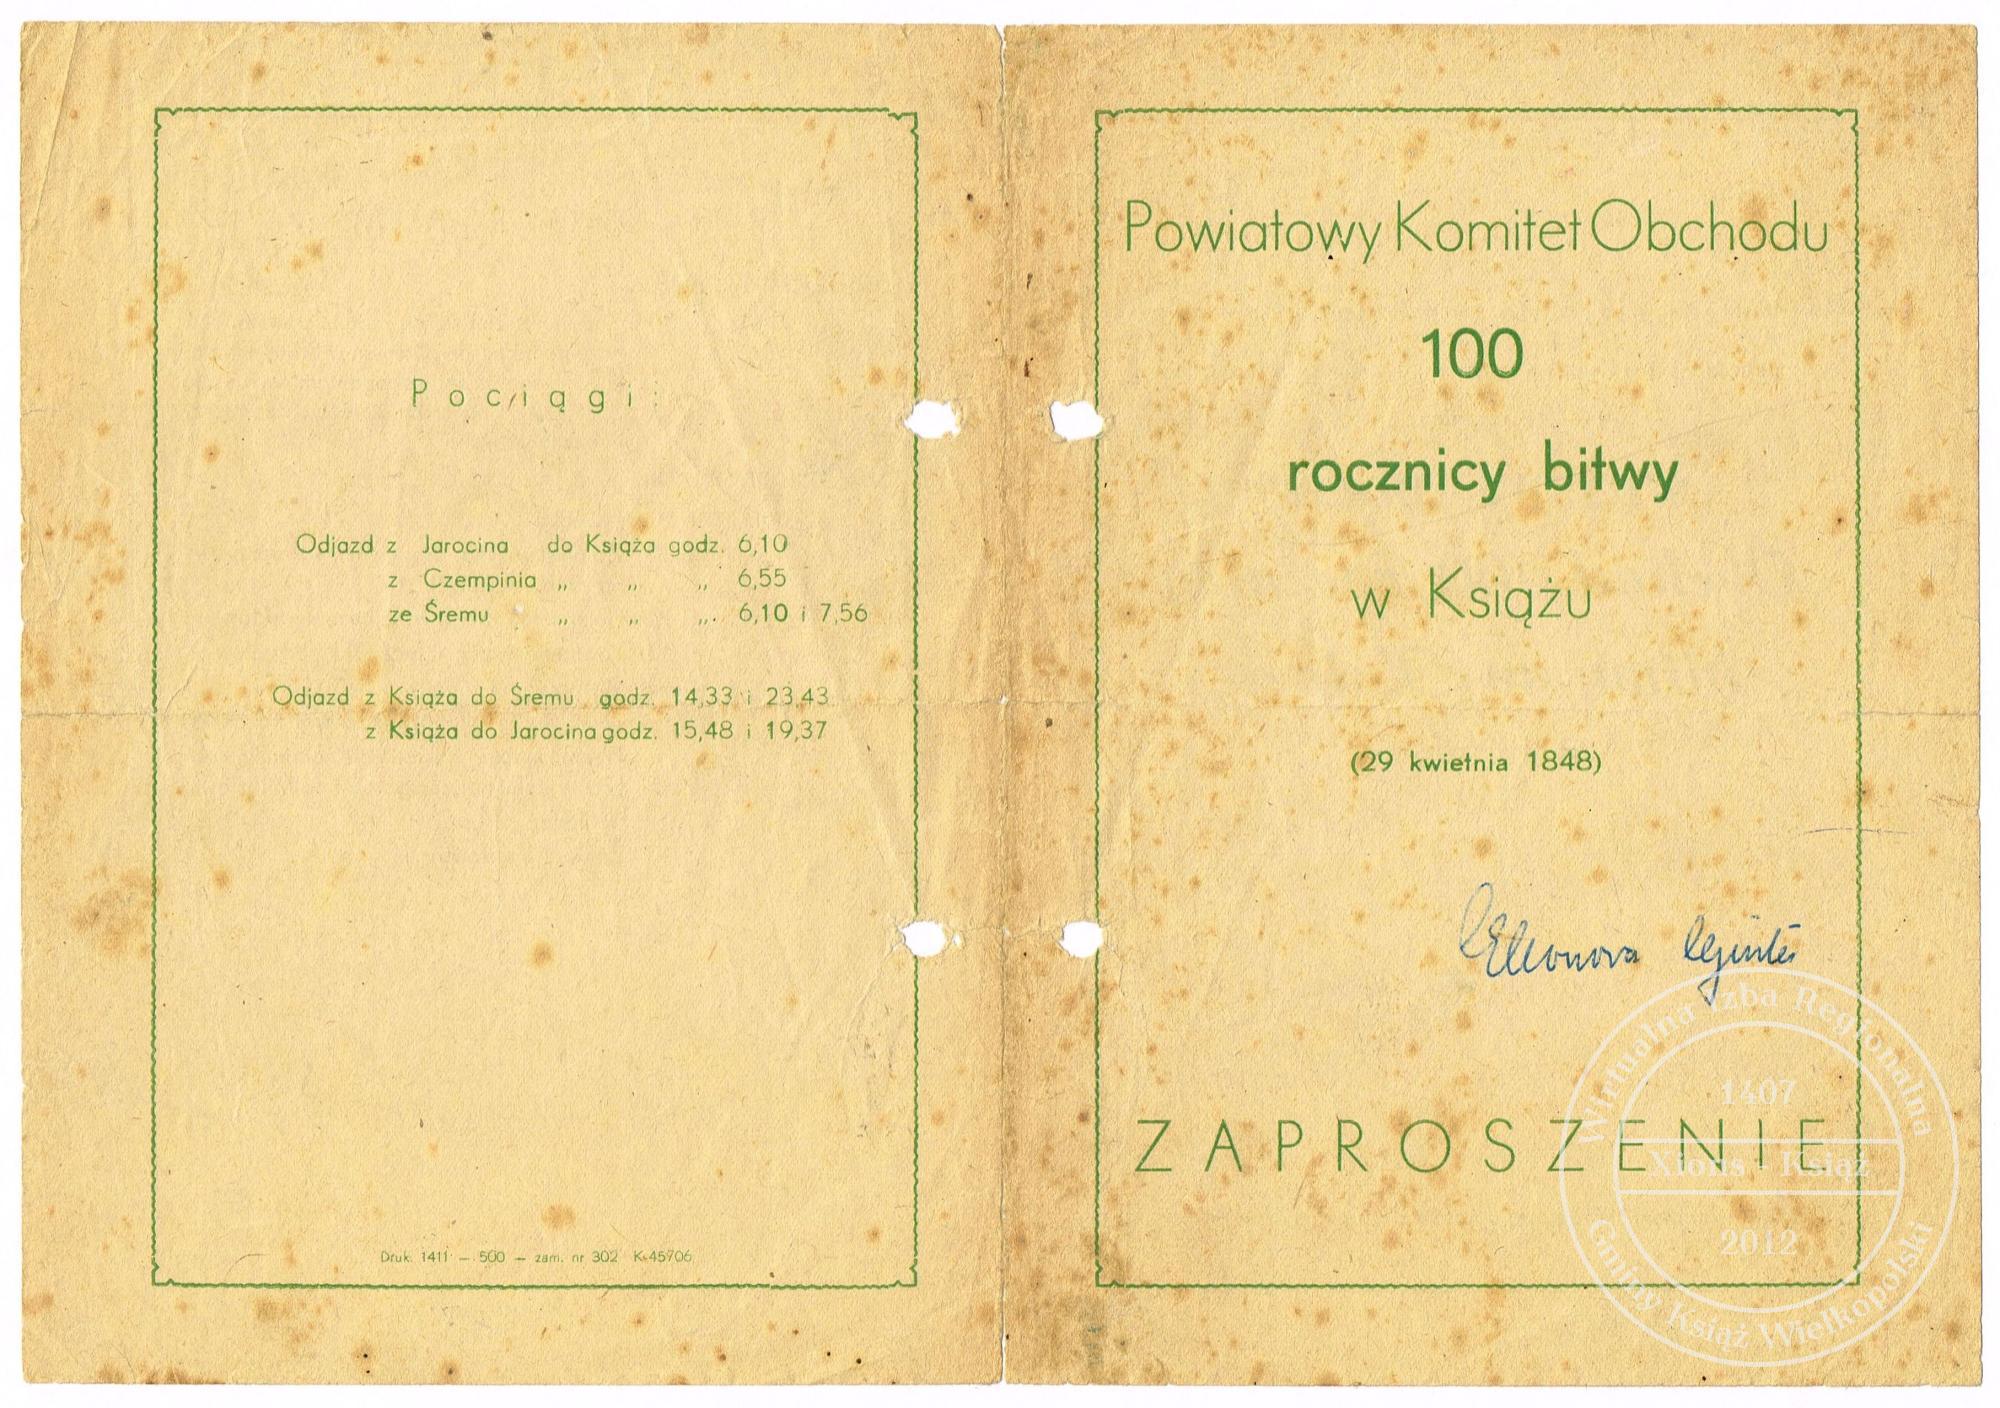 Pociągi:
Odjazd z Jarocina do Książa godz. 6,10
z Czempinia „ „ „ 6,55
ze Śremu „ „ „ 6,10 i 7,56
Odjazd z Książa do Śremu godz. 14,33 i 23,43
z Książa do Jarocina godz. 15,48 i 19,37
Druk. 1411 — 500 — zam. nr 302 K-45706
Powiatowy Komitet Obchodu
100
rocznicy bitwy
w Książu
(29 kwietnia 1848)
Eleonora
ZAPROSZENIE
Wirtualna Izba Regionalna
1407
Xions - Książ
2012
Gminy Książ Wielkopolski